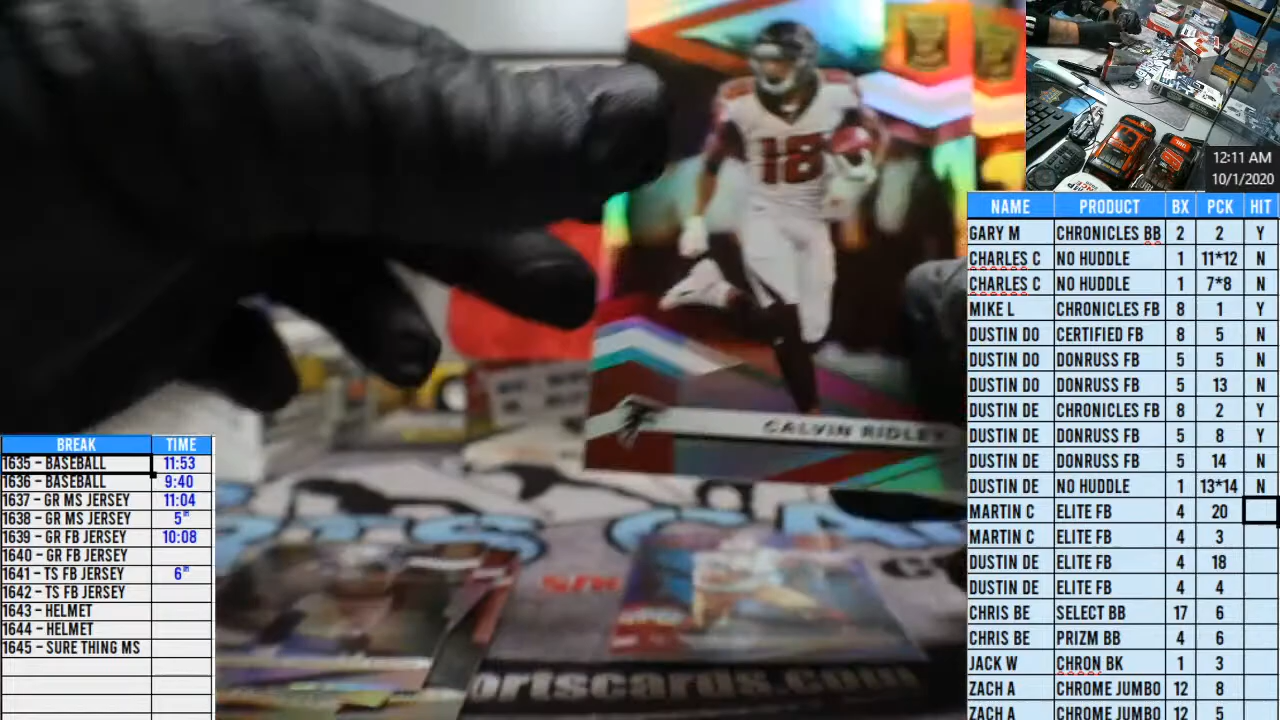 18
CALVIN RIDLEY
S/H
ortscards.com
12:11 AM
10/1/2020
NAME PRODUCT BX PCK HIT
GARY M CHRONICLES BB 2 2 Y
CHARLES C NO HUDDLE 1 11*12 N
CHARLES C NO HUDDLE 1 7*8 N
MIKE L CHRONICLES FB 8 1 Y
DUSTIN DO CERTIFIED FB 8 5 N
DUSTIN DO DONRUSS FB 5 5 N
DUSTIN DO DONRUSS FB 5 13 N
DUSTIN DE CHRONICLES FB 8 2 Y
DUSTIN DE DONRUSS FB 5 8 Y
DUSTIN DE DONRUSS FB 5 14 N
DUSTIN DE NO HUDDLE 1 13*14 N
MARTIN C ELITE FB 4 20
MARTIN C ELITE FB 4 3
DUSTIN DE ELITE FB 4 18
DUSTIN DE ELITE FB 4 4
CHRIS BE SELECT BB 17 6
CHRIS BE PRIZM BB 4 6
JACK W CHRON BK 1 3
ZACH A CHROME JUMBO 12 8
ZACH A CHROME JUMBO 12 5
BREAK TIME
1635 - BASEBALL 11:53
1636 - BASEBALL 9:40
1637 - GR MS JERSEY 11:04
1638 - GR MS JERSEY 5TH
1639 - GR FB JERSEY 10:08
1640 - GR FB JERSEY
1641 - TS FB JERSEY 6TH
1642 - TS FB JERSEY
1643 - HELMET
1644 - HELMET
1645 - SURE THING MS